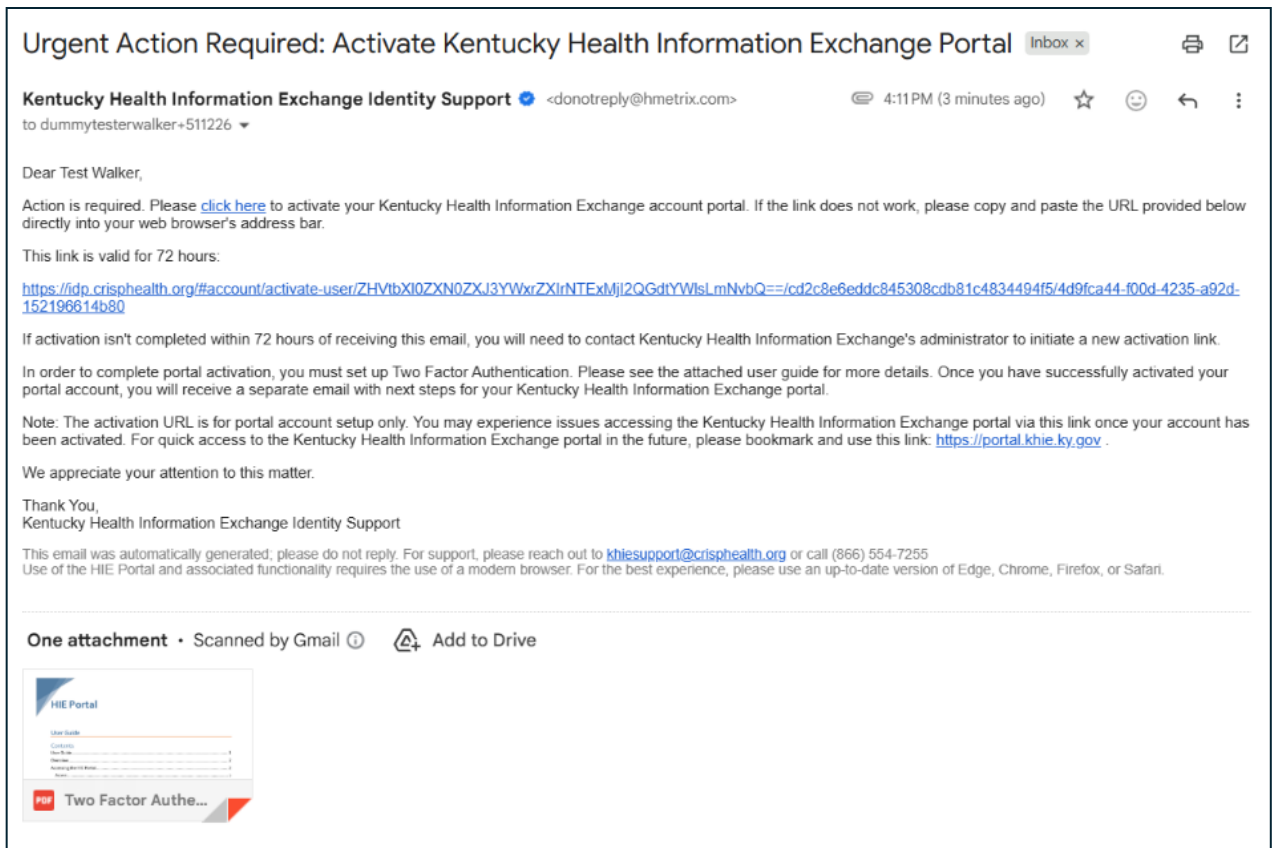 Urgent Action Required: Activate Kentucky Health Information Exchange Portal Inbox ×
Kentucky Health Information Exchange Identity Support <donotreply@hmetrix.com> 4:11 PM (3 minutes ago)
to dummytesterwalker+511226
Dear Test Walker,
Action is required. Please click here to activate your Kentucky Health Information Exchange account portal. If the link does not work, please copy and paste the URL provided below
directly into your web browser's address bar.
This link is valid for 72 hours:
https://idp.crisphealth.org/#account/activate-user/ZHVtbXl0ZXN0ZXJ3YWxrZXIrNTExMjI2QGdtYWlsLmNvbQ==/cd2c8e6eddc845308cdb81c4834494f5/4d9fca44-f00d-4235-a92d-
152196614b80
If activation isn't completed within 72 hours of receiving this email, you will need to contact Kentucky Health Information Exchange's administrator to initiate a new activation link.
In order to complete portal activation, you must set up Two Factor Authentication. Please see the attached user guide for more details. Once you have successfully activated your
portal account, you will receive a separate email with next steps for your Kentucky Health Information Exchange portal.
Note: The activation URL is for portal account setup only. You may experience issues accessing the Kentucky Health Information Exchange portal via this link once your account has
been activated. For quick access to the Kentucky Health Information Exchange portal in the future, please bookmark and use this link: https://portal.khie.ky.gov .
We appreciate your attention to this matter.
Thank You,
Kentucky Health Information Exchange Identity Support
This email was automatically generated; please do not reply. For support, please reach out to khiesupport@crisphealth.org or call (866) 554-7255
Use of the HIE Portal and associated functionality requires the use of a modern browser. For the best experience, please use an up-to-date version of Edge, Chrome, Firefox, or Safari.
One attachment • Scanned by Gmail Add to Drive
HIE Portal
User Guide
Contents
PDF Two Factor Authe...